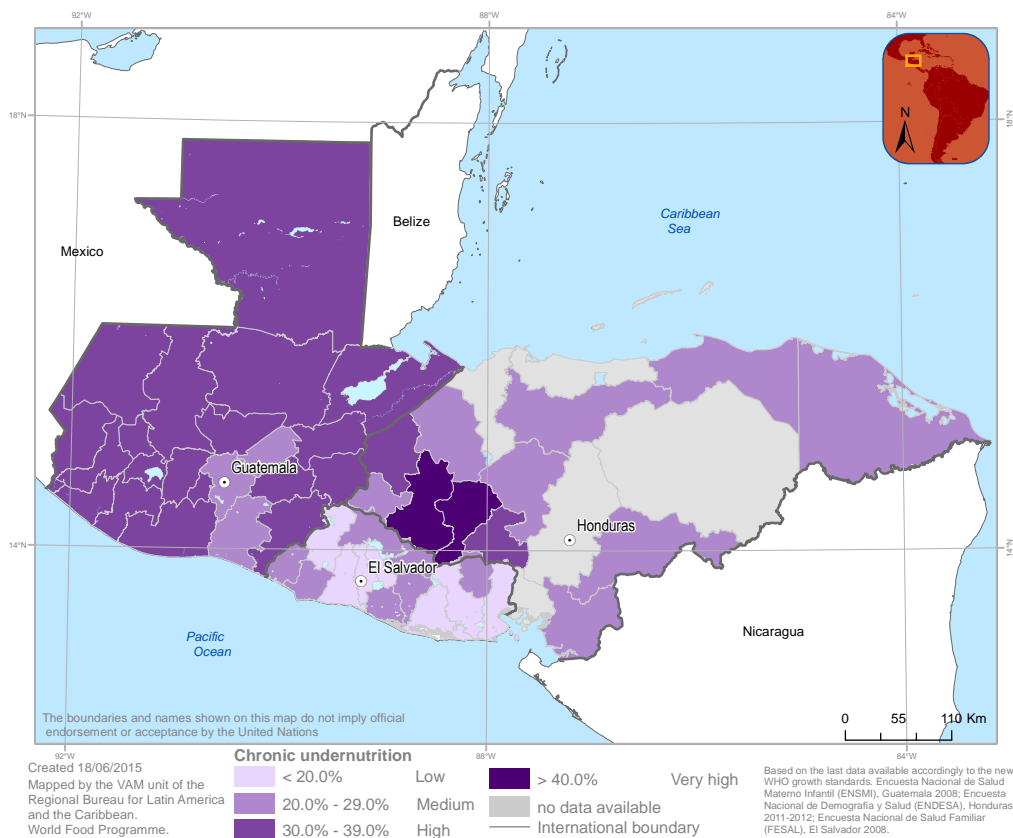 92°W 88°W 84°W
18°N 18°N
N
Belize
Caribbean
Sea
Mexico
Guatemala
Honduras
14°N 14°N
El Salvador
Nicaragua
Pacific
Ocean
The boundaries and names shown on this map do not imply official
endorsement or acceptance by the United Nations
0 55 110 Km
92°W 88°W 84°W
Created 18/06/2015
Mapped by the VAM unit of the
Regional Bureau for Latin America
and the Caribbean.
World Food Programme.
Chronic undernutrition
< 20.0% Low
20.0% - 29.0% Medium
30.0% - 39.0% High
> 40.0% Very high
no data available
International boundary
Based on the last data available accordingly to the new
WHO growth standards. Encuesta Nacional de Salud
Materno Infantil (ENSMI), Guatemala 2008; Encuesta
Nacional de Demografía y Salud (ENDESA), Honduras
2011-2012; Encuesta Nacional de Salud Familiar
(FESAL), El Salvador 2008.